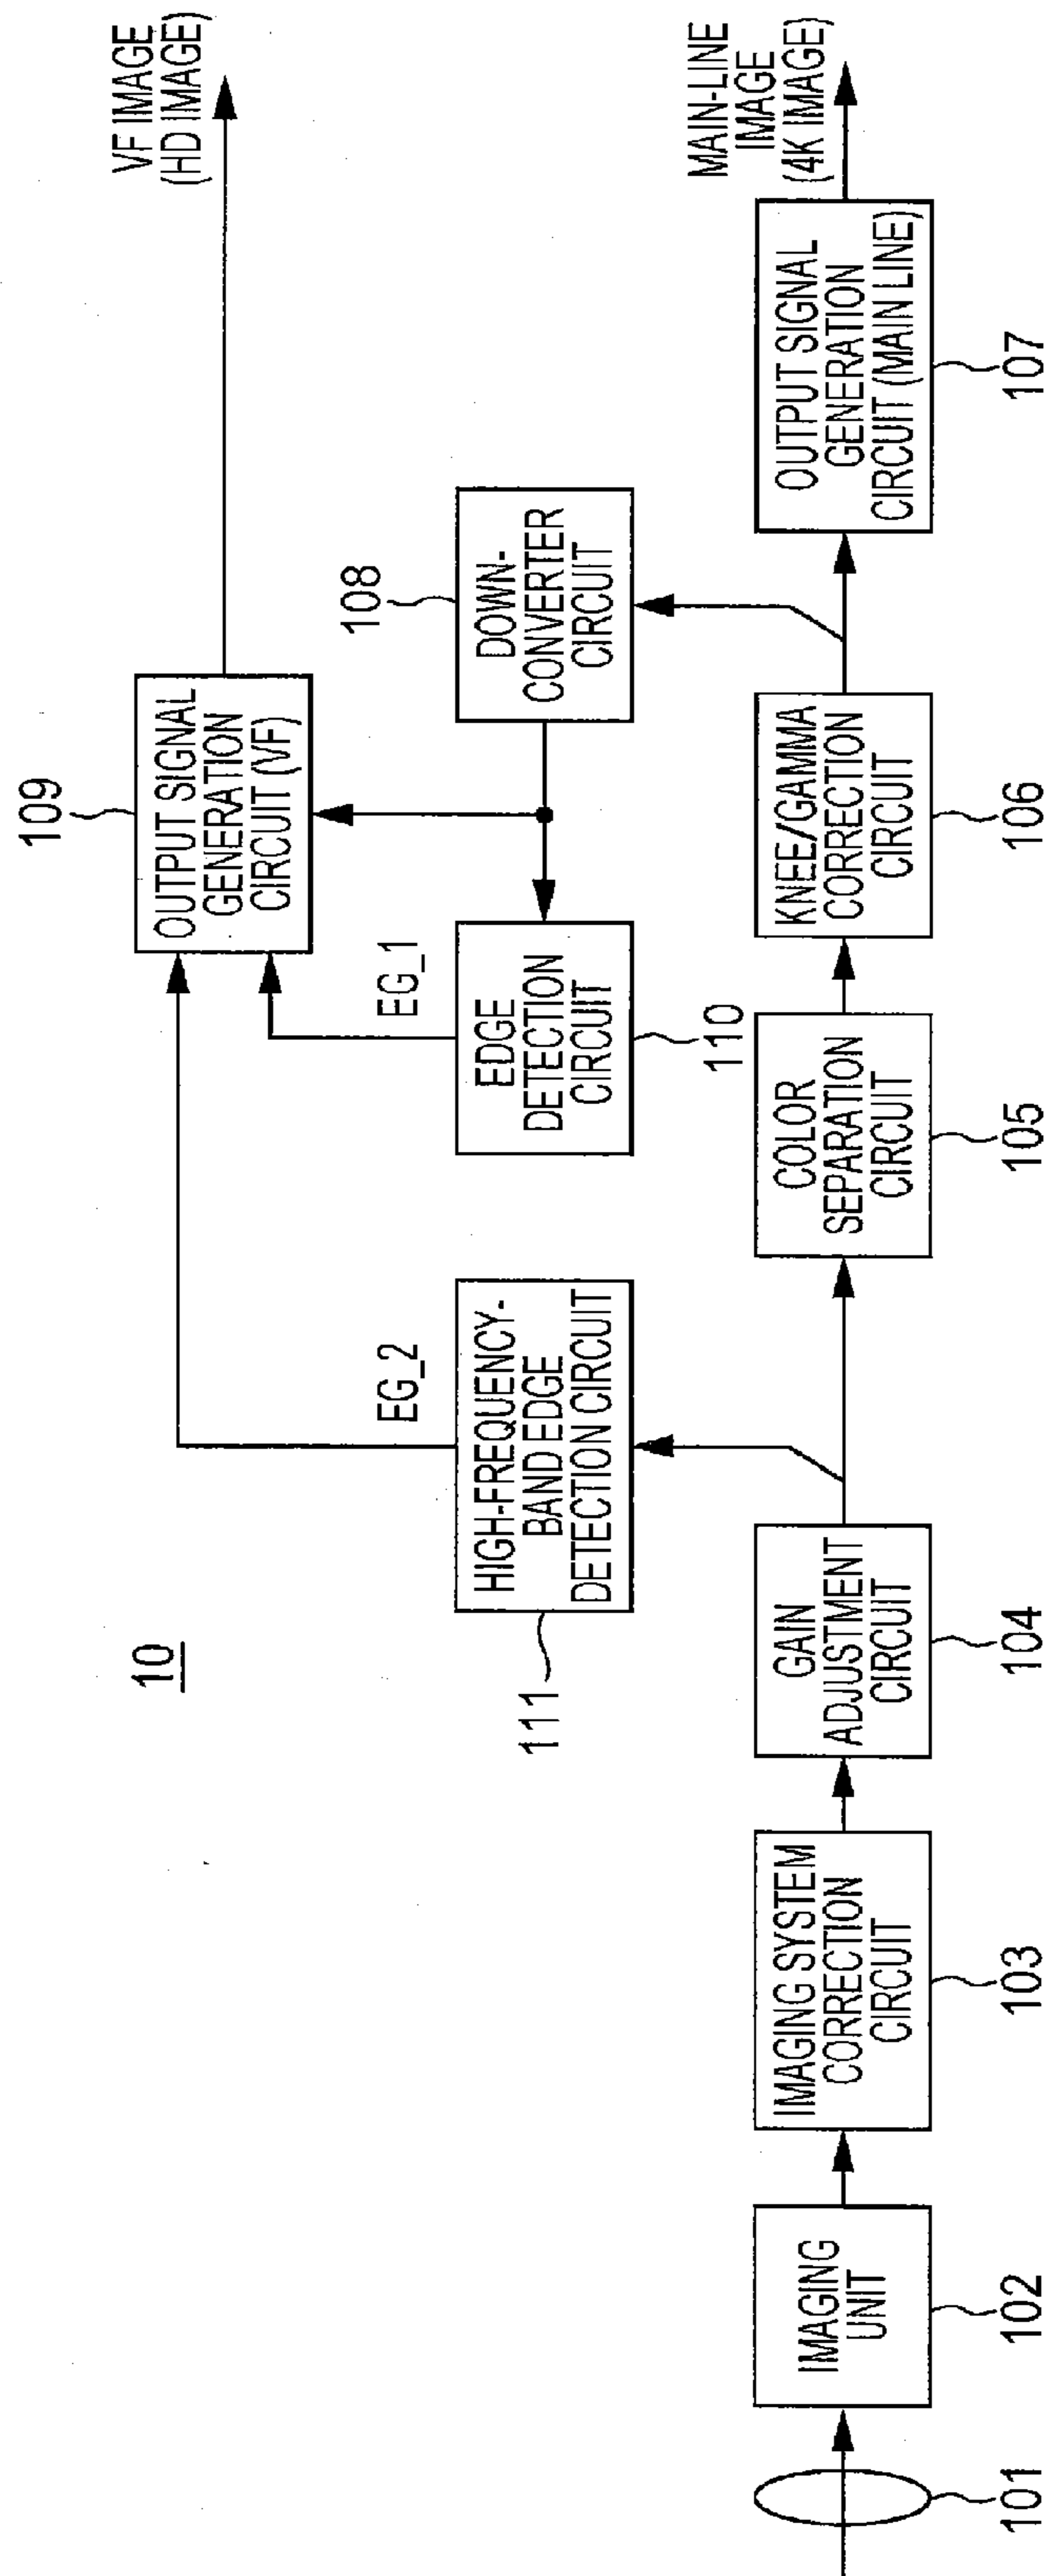 10
VF IMAGE
(HD IMAGE)
109
OUTPUT SIGNAL
GENERATION
CIRCUIT (VF)
EG_2
EG_1
108
111
HIGH-FREQUENCY-
BAND EDGE
DETECTION CIRCUIT
EDGE
DETECTION
CIRCUIT
110
DOWN-
CONVERTER
CIRCUIT
MAIN-LINE
IMAGE
(4K IMAGE)
IMAGING
UNIT
IMAGING SYSTEM
CORRECTION
CIRCUIT
GAIN
ADJUSTMENT
CIRCUIT
COLOR
SEPARATION
CIRCUIT
KNEE/GAMMA
CORRECTION
CIRCUIT
OUTPUT SIGNAL
GENERATION
CIRCUIT (MAIN LINE)
101
102
103
104
105
106
107